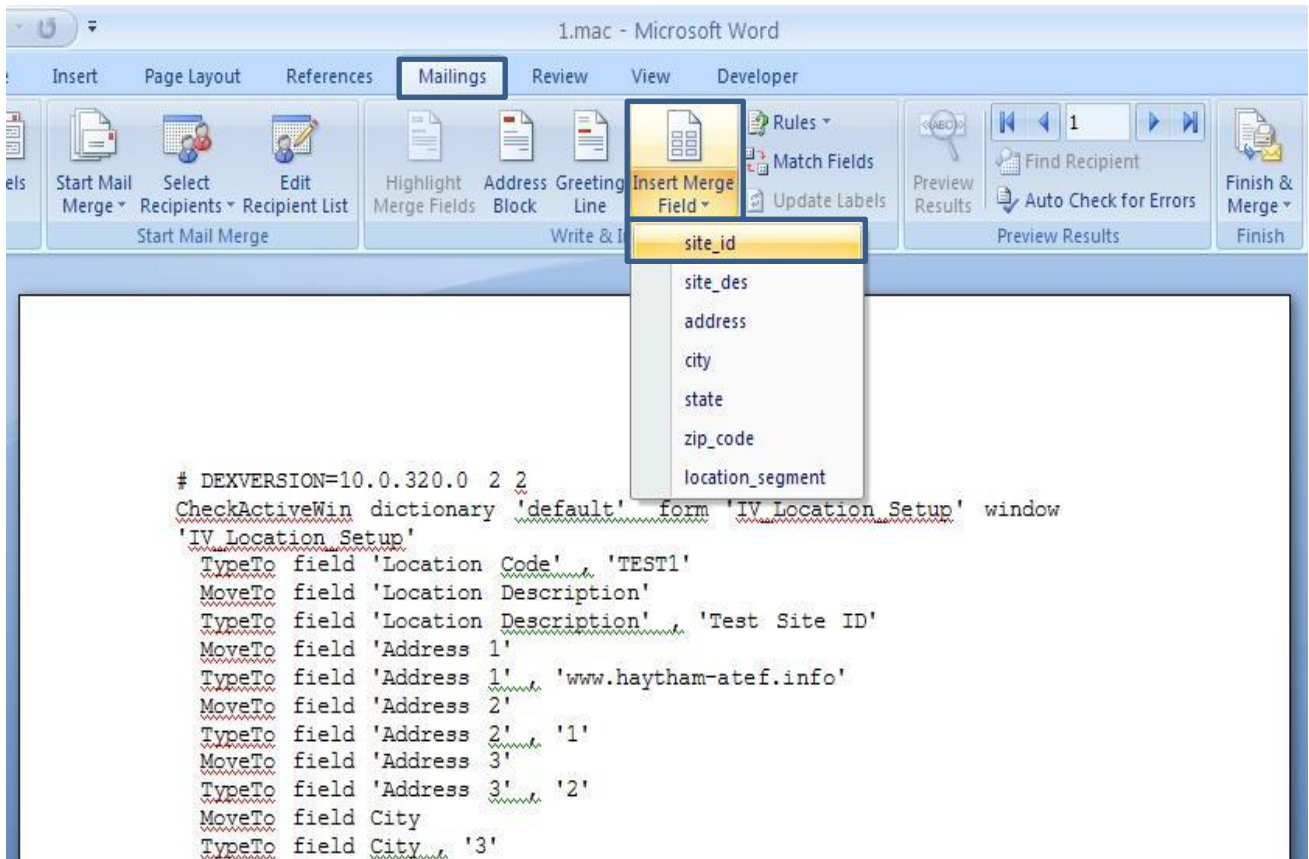 1.mac - Microsoft Word
Insert Page Layout References Mailings Review View Developer
els
Start Mail Merge
Select Recipients
Edit Recipient List
Start Mail Merge
Highlight Merge Fields
Address Block
Greeting Line
Insert Merge Field
Rules
Match Fields
Update Labels
Write & I
«ABC»
Preview Results
1
Find Recipient
Auto Check for Errors
Preview Results
Finish & Merge
Finish
site_id
site_des
address
city
state
zip_code
location_segment
# DEXVERSION=10.0.320.0 2 2
CheckActiveWin dictionary 'default' form 'IV_Location_Setup' window
'IV_Location_Setup'
TypeTo field 'Location Code' , 'TEST1'
MoveTo field 'Location Description'
TypeTo field 'Location Description' , 'Test Site ID'
MoveTo field 'Address 1'
TypeTo field 'Address 1' , 'www.haytham-atef.info'
MoveTo field 'Address 2'
TypeTo field 'Address 2' , '1'
MoveTo field 'Address 3'
TypeTo field 'Address 3' , '2'
MoveTo field City
TypeTo field City , '3'